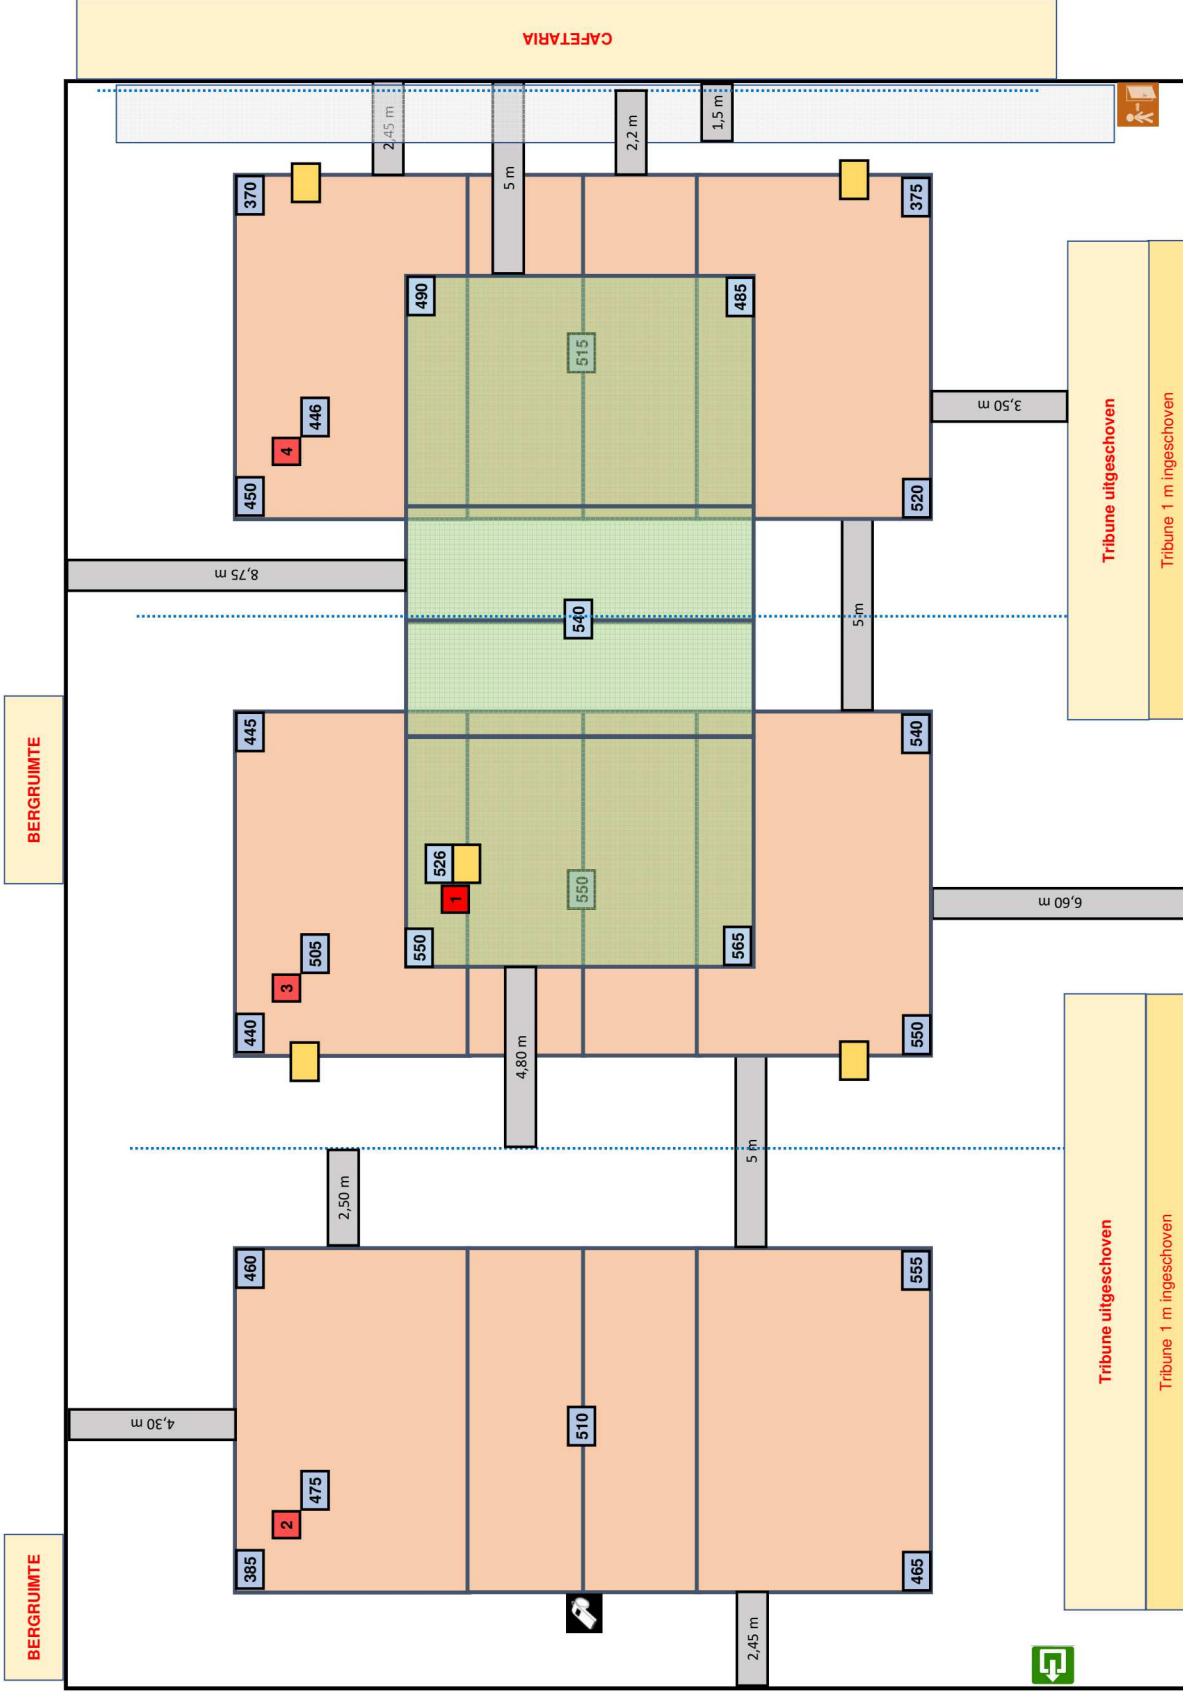 CAFETARIA
2,45 m
5 m
2,2 m
1,5 m
370
375
490
485
515
446
4
450
520
3,50 m
Tribune uitgeschoven
Tribune 1 m ingeschoven
8,75 m
540
5 m
BERGRUIMTE
445
540
526
1
550
550
565
505
3
440
550
6,60 m
4,80 m
2,50 m
5 m
460
555
4,30 m
510
475
2
385
465
2,45 m
Tribune uitgeschoven
Tribune 1 m ingeschoven
BERGRUIMTE